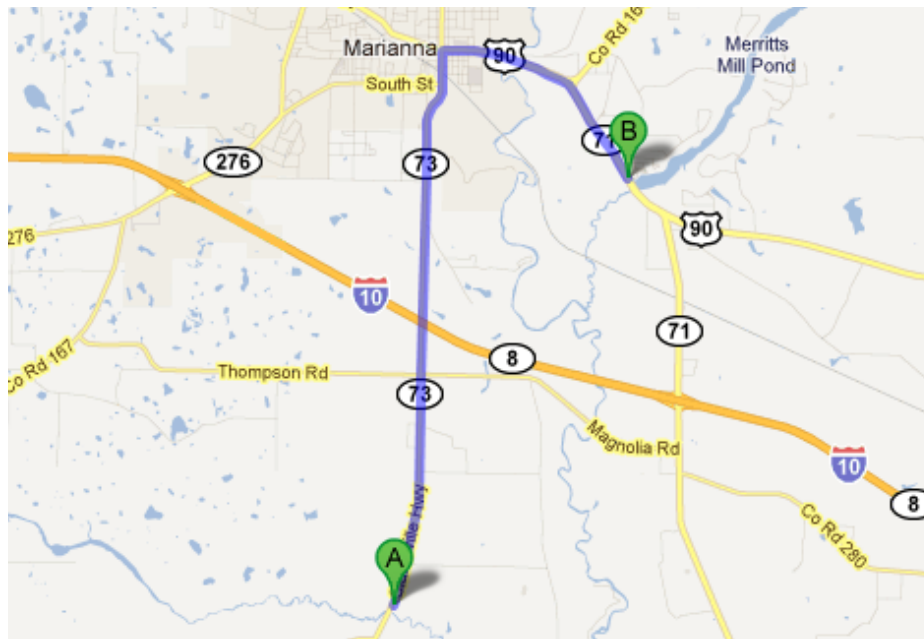 Marianna
90
Co Rd 16
Merritts
Mill Pond
South St
276
73
71
B
90
276
10
71
Co Rd 167
Thompson Rd
8
73
Magnolia Rd
10
8
Co Rd 280
Hwy
A